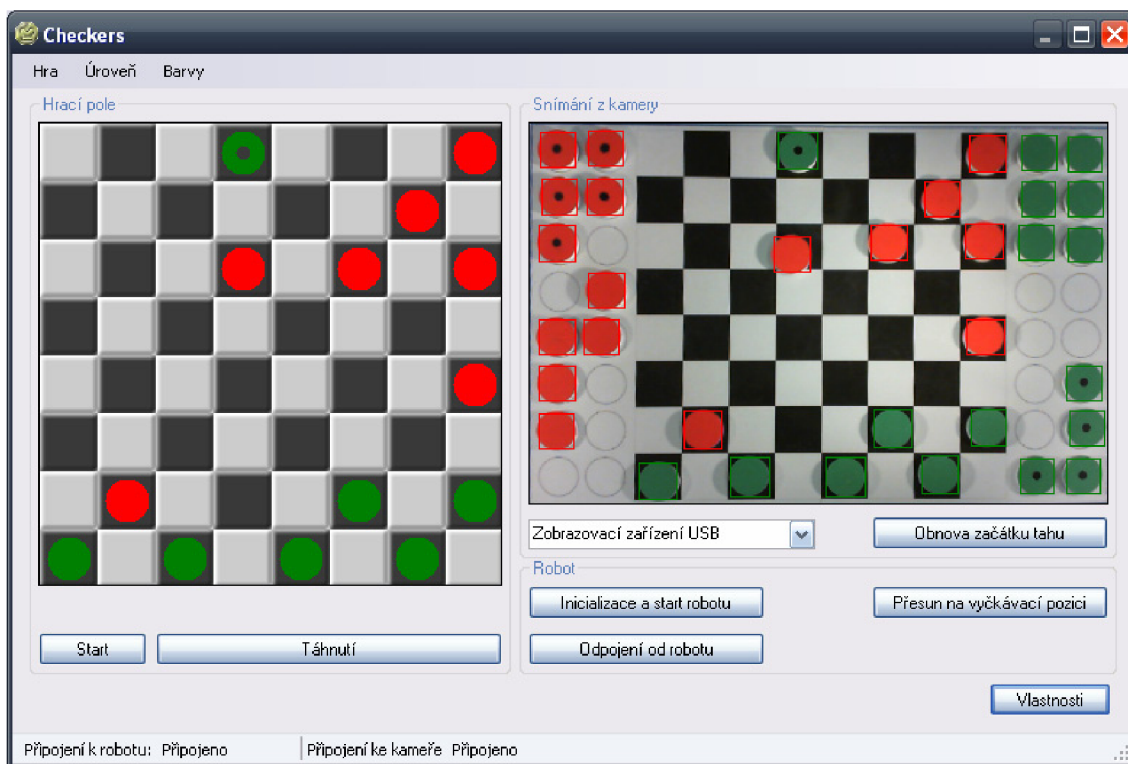 Checkers
Hra Úroveň Barvy
Hrací pole
Snímání z kamery
Zobrazovací zařízení USB
Obnova začátku tahu
Robot
Inicializace a start robotu
Přesun na vyčkávací pozici
Start
Táhnutí
Odpojení od robotu
Vlastnosti
Připojení k robotu: Připojeno
Připojení ke kameře Připojeno